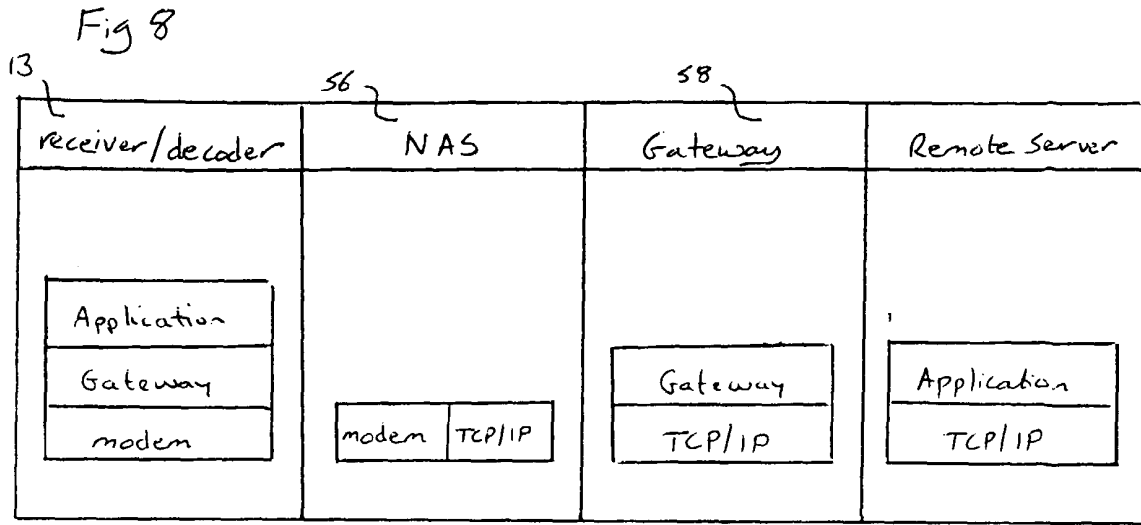 Fig 8
13
56
58
receiver/decoder
NAS
Gateway
Remote Server
Application
Gateway
modem
modem
TCP/IP
Gateway
TCP/IP
Application
TCP/IP